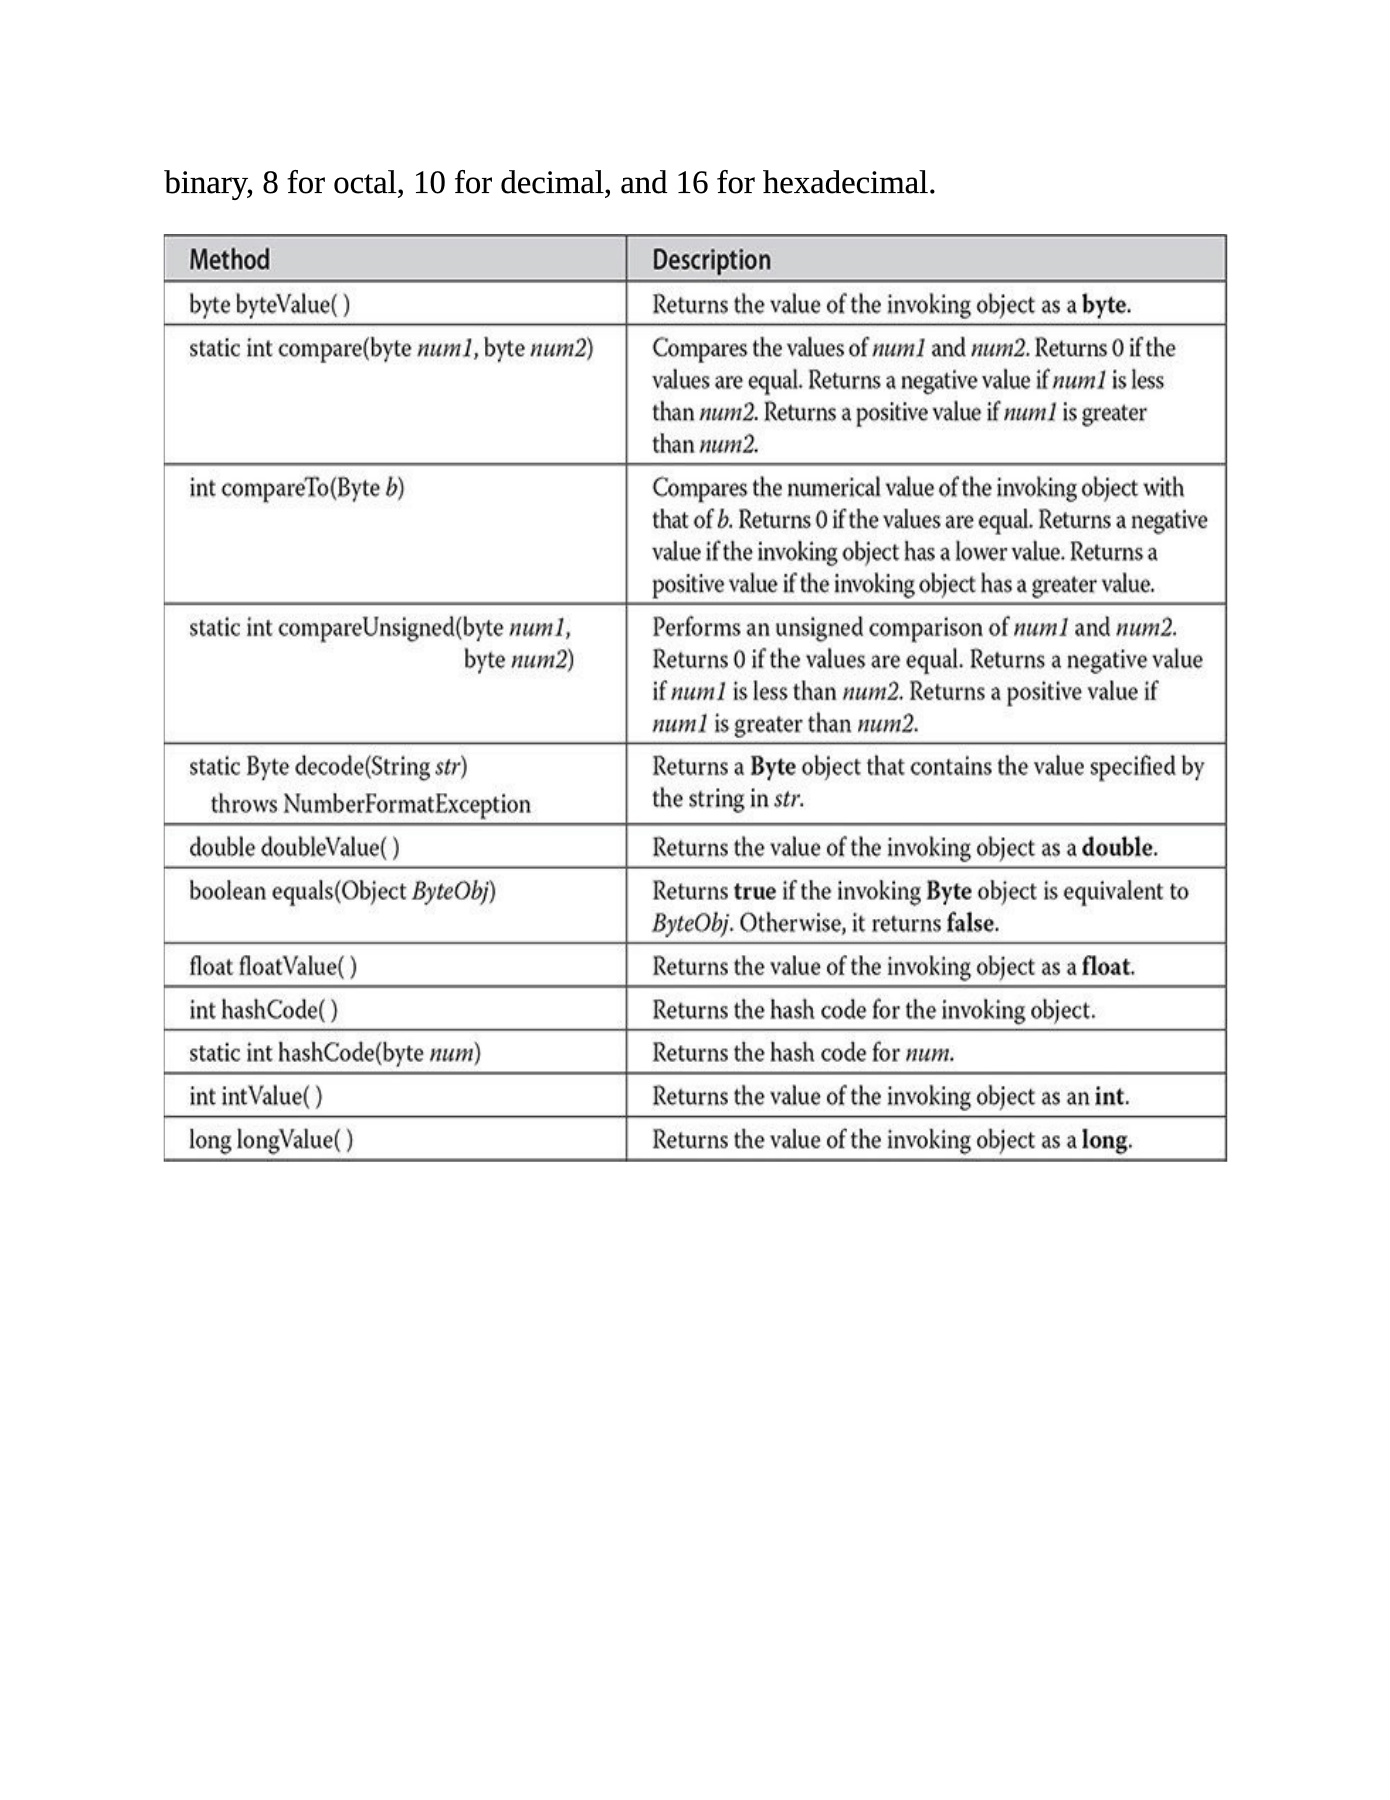 binary, 8 for octal, 10 for decimal, and 16 for hexadecimal.
Method Description
byte byteValue( ) Returns the value of the invoking object as a byte.
static int compare(byte num1, byte num2) Compares the values of num1 and num2. Returns 0 if the
values are equal. Returns a negative value if num1 is less
than num2. Returns a positive value if num1 is greater
than num2.
int compareTo(Byte b) Compares the numerical value of the invoking object with
that of b. Returns 0 if the values are equal. Returns a negative
value if the invoking object has a lower value. Returns a
positive value if the invoking object has a greater value.
static int compareUnsigned(byte num1, Performs an unsigned comparison of num1 and num2.
byte num2) Returns 0 if the values are equal. Returns a negative value
if num1 is less than num2. Returns a positive value if
num1 is greater than num2.
static Byte decode(String str) Returns a Byte object that contains the value specified by
throws NumberFormatException the string in str.
double doubleValue( ) Returns the value of the invoking object as a double.
boolean equals(Object ByteObj) Returns true if the invoking Byte object is equivalent to
ByteObj. Otherwise, it returns false.
float floatValue( ) Returns the value of the invoking object as a float.
int hashCode( ) Returns the hash code for the invoking object.
static int hashCode(byte num) Returns the hash code for num.
int intValue( ) Returns the value of the invoking object as an int.
long longValue( ) Returns the value of the invoking object as a long.